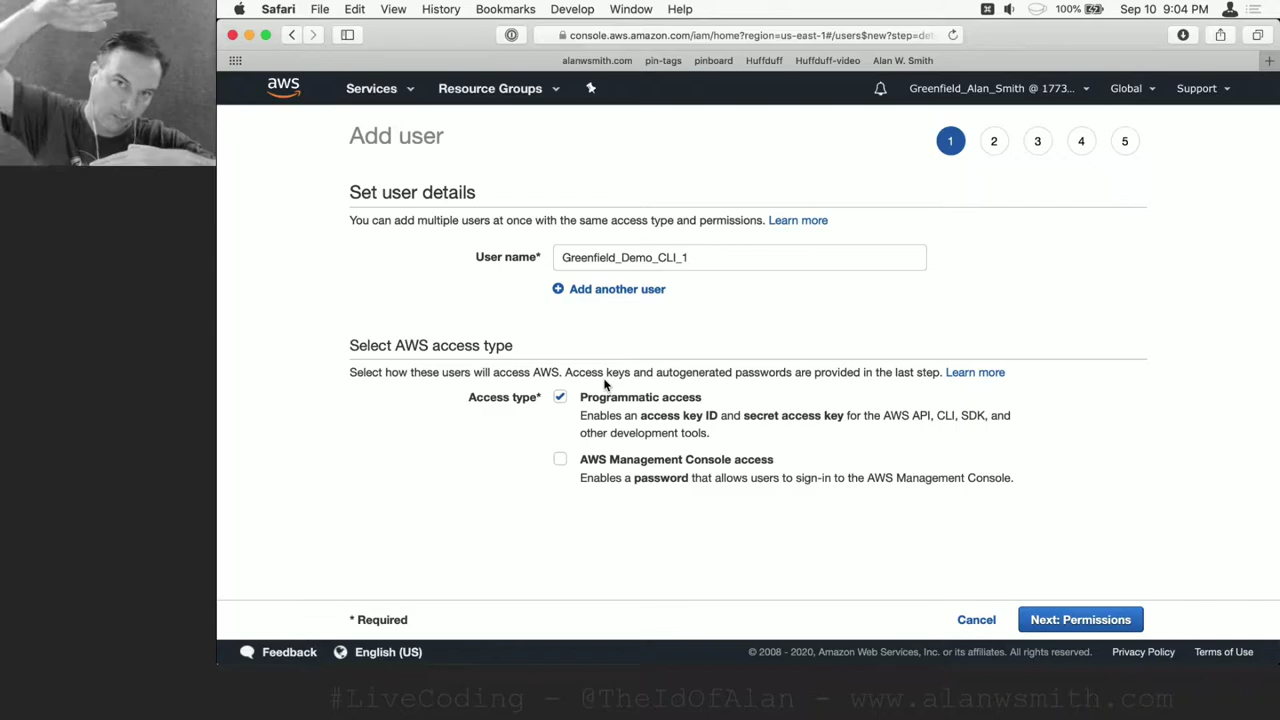 Safari File Edit View History Bookmarks Develop Window Help 100% Sep 10 9:04 PM
console.aws.amazon.com/iam/home?region=us-east-1#/users$new?step=det
alanwsmith.com pin-tags pinboard Huffduff Huffduff-video Alan W. Smith
aws Services Resource Groups Greenfield_Alan_Smith @ 1773... Global Support
Add user
1 2 3 4 5
Set user details
You can add multiple users at once with the same access type and permissions. Learn more
User name* Greenfield_Demo_CLI_1
Add another user
Select AWS access type
Select how these users will access AWS. Access keys and autogenerated passwords are provided in the last step. Learn more
Access type* Programmatic access
Enables an access key ID and secret access key for the AWS API, CLI, SDK, and
other development tools.
AWS Management Console access
Enables a password that allows users to sign-in to the AWS Management Console.
* Required Cancel Next: Permissions
Feedback English (US) © 2008 - 2020, Amazon Web Services, Inc. or its affiliates. All rights reserved. Privacy Policy Terms of Use
#LiveCoding - @TheIdOfAlan - www.alanwsmith.com